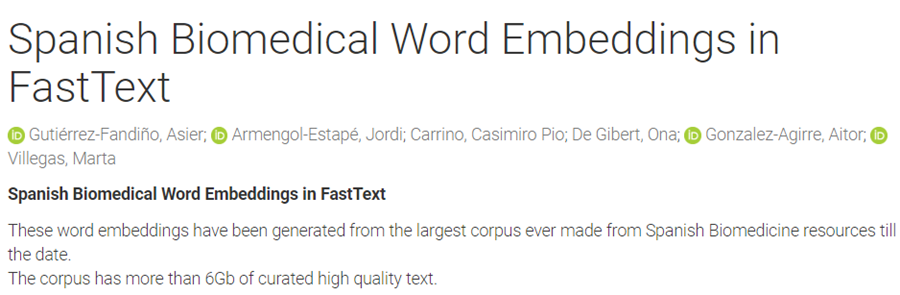 Spanish Biomedical Word Embeddings in
FastText
Gutiérrez-Fandiño, Asier; Armengol-Estapé, Jordi; Carrino, Casimiro Pio; De Gibert, Ona; Gonzalez-Agirre, Aitor;
Villegas, Marta
Spanish Biomedical Word Embeddings in FastText
These word embeddings have been generated from the largest corpus ever made from Spanish Biomedicine resources till
the date.
The corpus has more than 6Gb of curated high quality text.